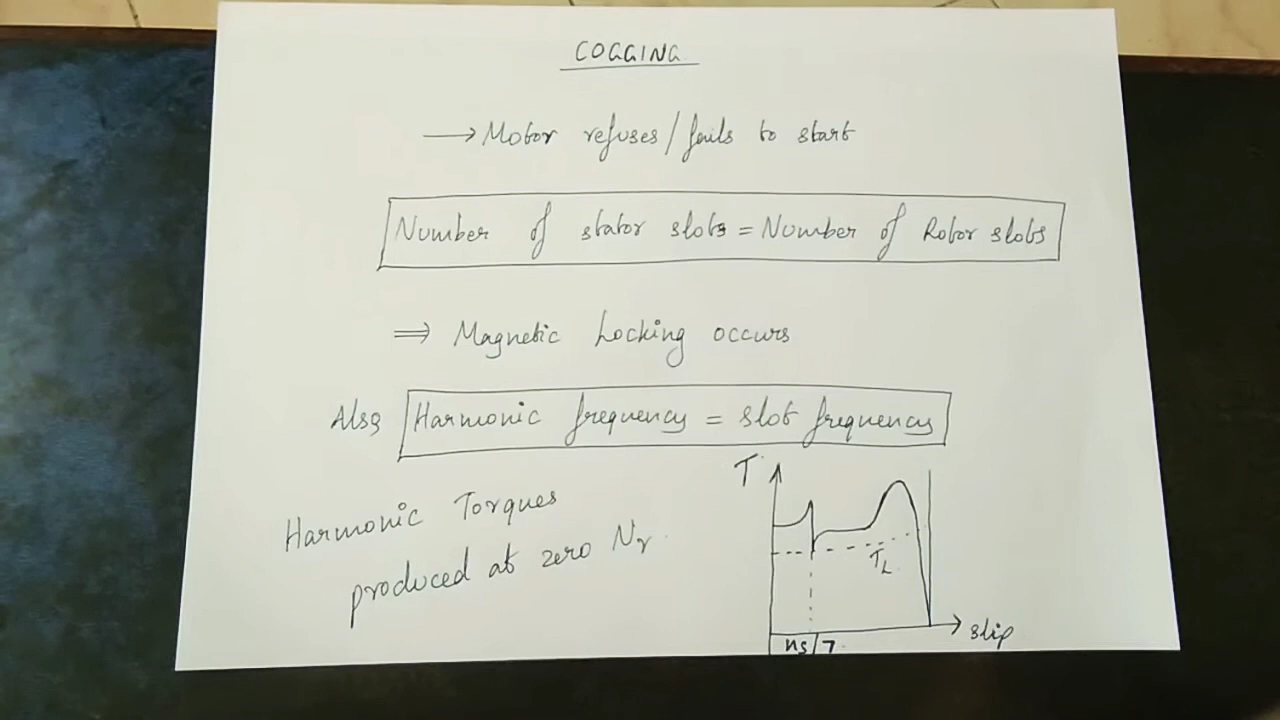 COGGING
→ Motor refuses/fails to start
Number of stator slots = Number of Rotor slots
⇒ Magnetic Locking occurs
Also Harmonic frequency = slot frequency
Harmonic Torques
produced at zero Nr.
T
TL
slip
ns/7